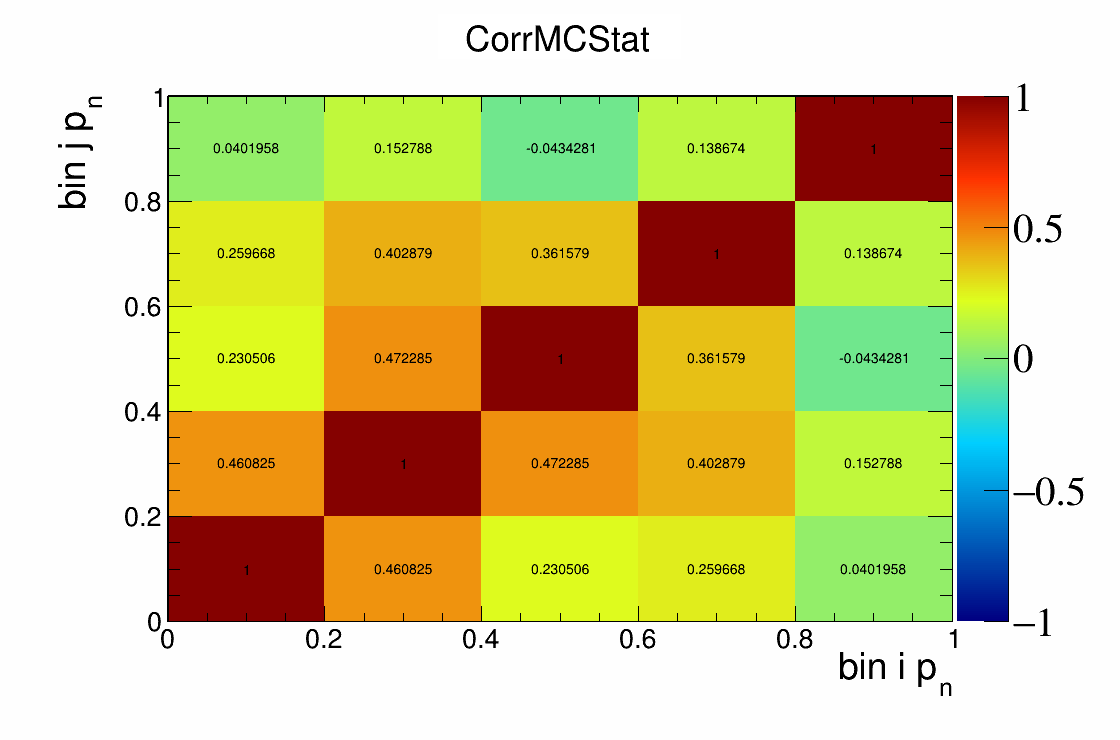 CorrMCStat
bin j p_n
1
0.8
0.6
0.4
0.2
0
0.0401958 0.152788 -0.0434281 0.138674 1
0.259668 0.402879 0.361579 1 0.138674
0.230506 0.472285 1 0.361579 -0.0434281
0.460825 1 0.472285 0.402879 0.152788
1 0.460825 0.230506 0.259668 0.0401958
0 0.2 0.4 0.6 0.8 1
bin i p_n
1
0.5
0
−0.5
−1